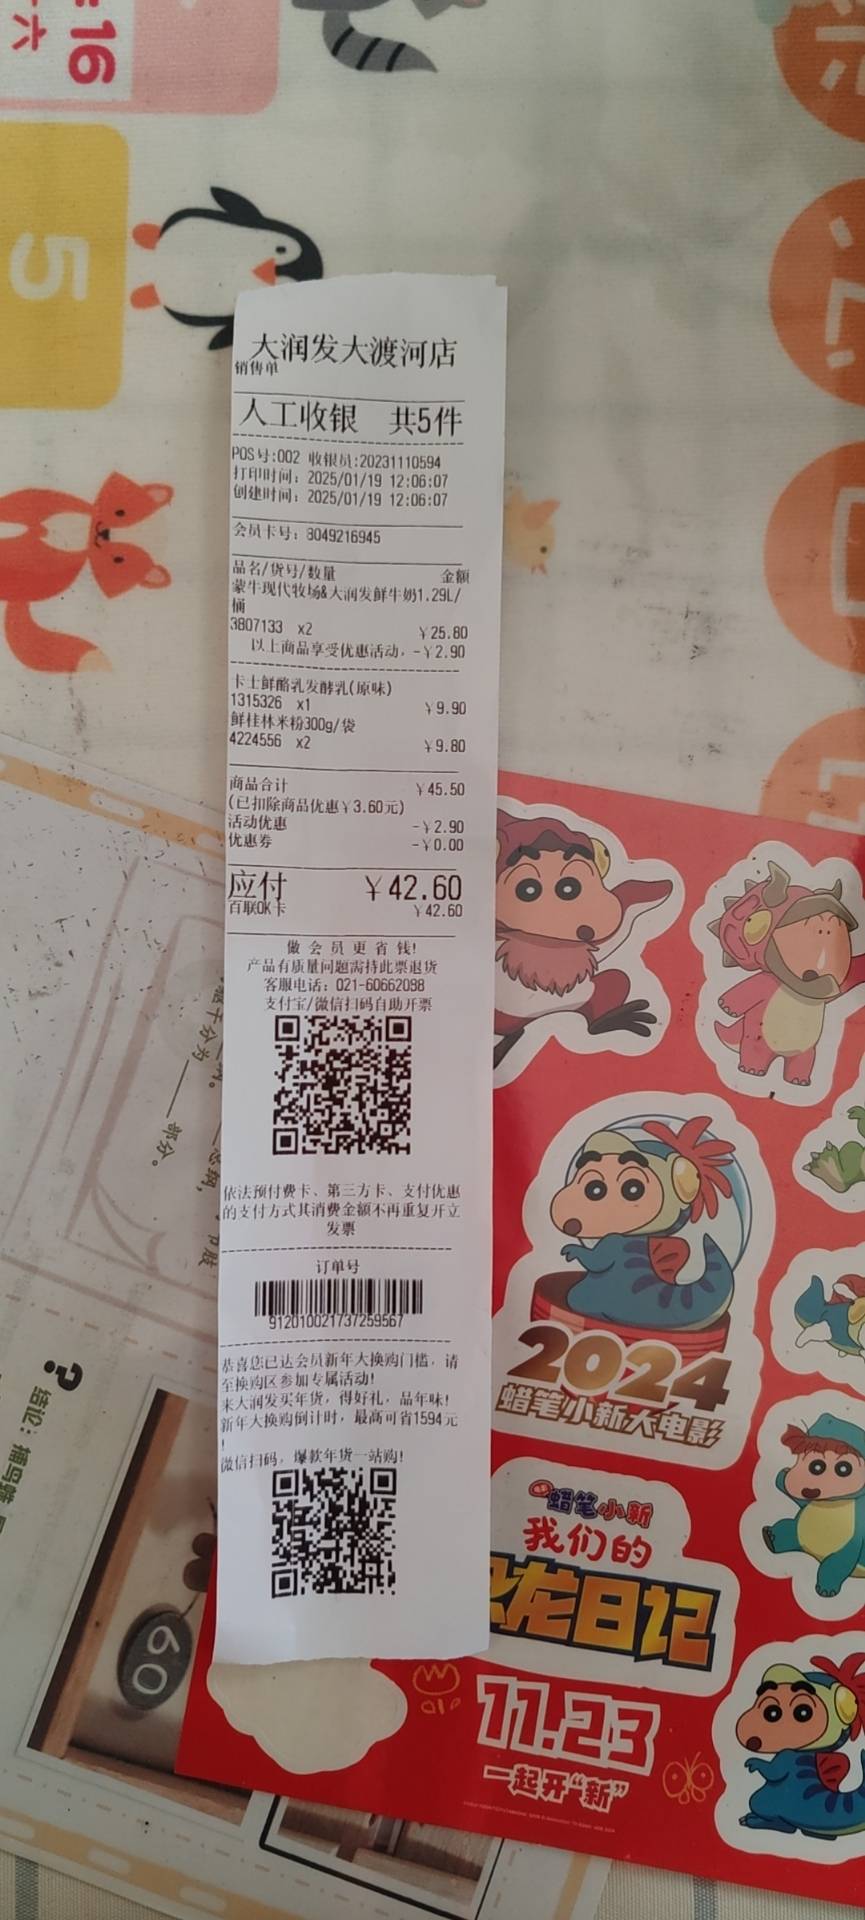 16
六
5
大润发大渡河店
销售单
人工收银 共5件
POS号:002 收银员:20231110594
打印时间: 2025/01/19 12:06:07
创建时间: 2025/01/19 12:06:07
会员卡号: 8049216945
品名/货号/数量 金额
蒙牛现代牧场&大润发鲜牛奶1.29L/
桶
3807133 x2 ¥25.80
以上商品享受优惠活动, -¥2.90
卡士鲜酪乳发酵乳(原味)
1315326 x1 ¥9.90
鲜桂林米粉300g/袋
4224556 x2 ¥9.80
商品合计 ¥45.50
(已扣除商品优惠¥3.60元)
活动优惠 -¥2.90
优惠券 -¥0.00
应付 ¥42.60
百联OK卡 ¥42.60
做会员更省钱!
产品有质量问题需持此票退货
客服电话: 021-60662098
支付宝/微信扫码自助开票
依法预付费卡、第三方卡、支付优惠
的支付方式其消费金额不再重复开立
发票
订单号
912010021737259567
恭喜您已达会员新年大换购门槛, 请
至换购区参加专属活动!
来大润发买年货, 得好礼, 品年味!
新年大换购倒计时, 最高可省1594元
!
微信扫码, 爆款年货一站购!
部分。
?
结论:
60
2024
蜡笔小新大电影
蜡笔小新
我们的
恐龙日记
11.23
一起开“新”